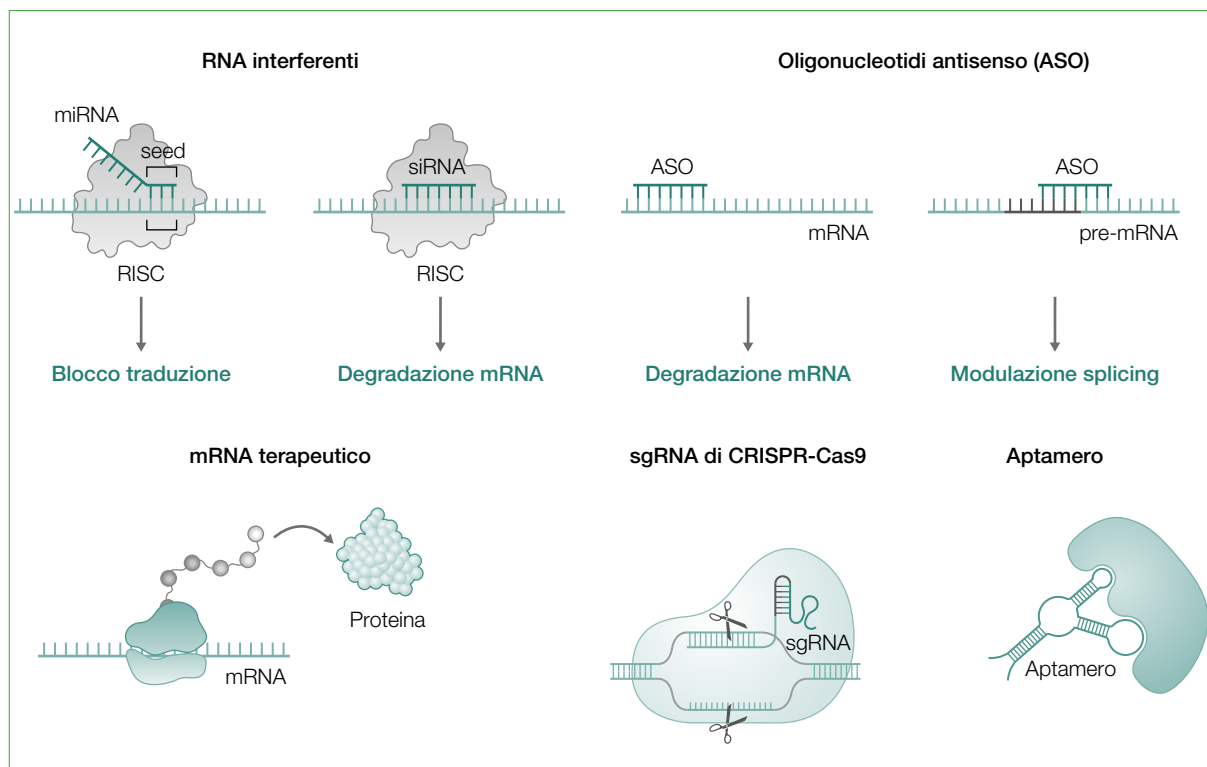 RNA interferenti
Oligonucleotidi antisenso (ASO)
miRNA
seed
RISC
Blocco traduzione
siRNA
RISC
Degradazione mRNA
ASO
mRNA
Degradazione mRNA
ASO
pre-mRNA
Modulazione splicing
mRNA terapeutico
Proteina
mRNA
sgRNA di CRISPR-Cas9
sgRNA
Aptamero
Aptamero